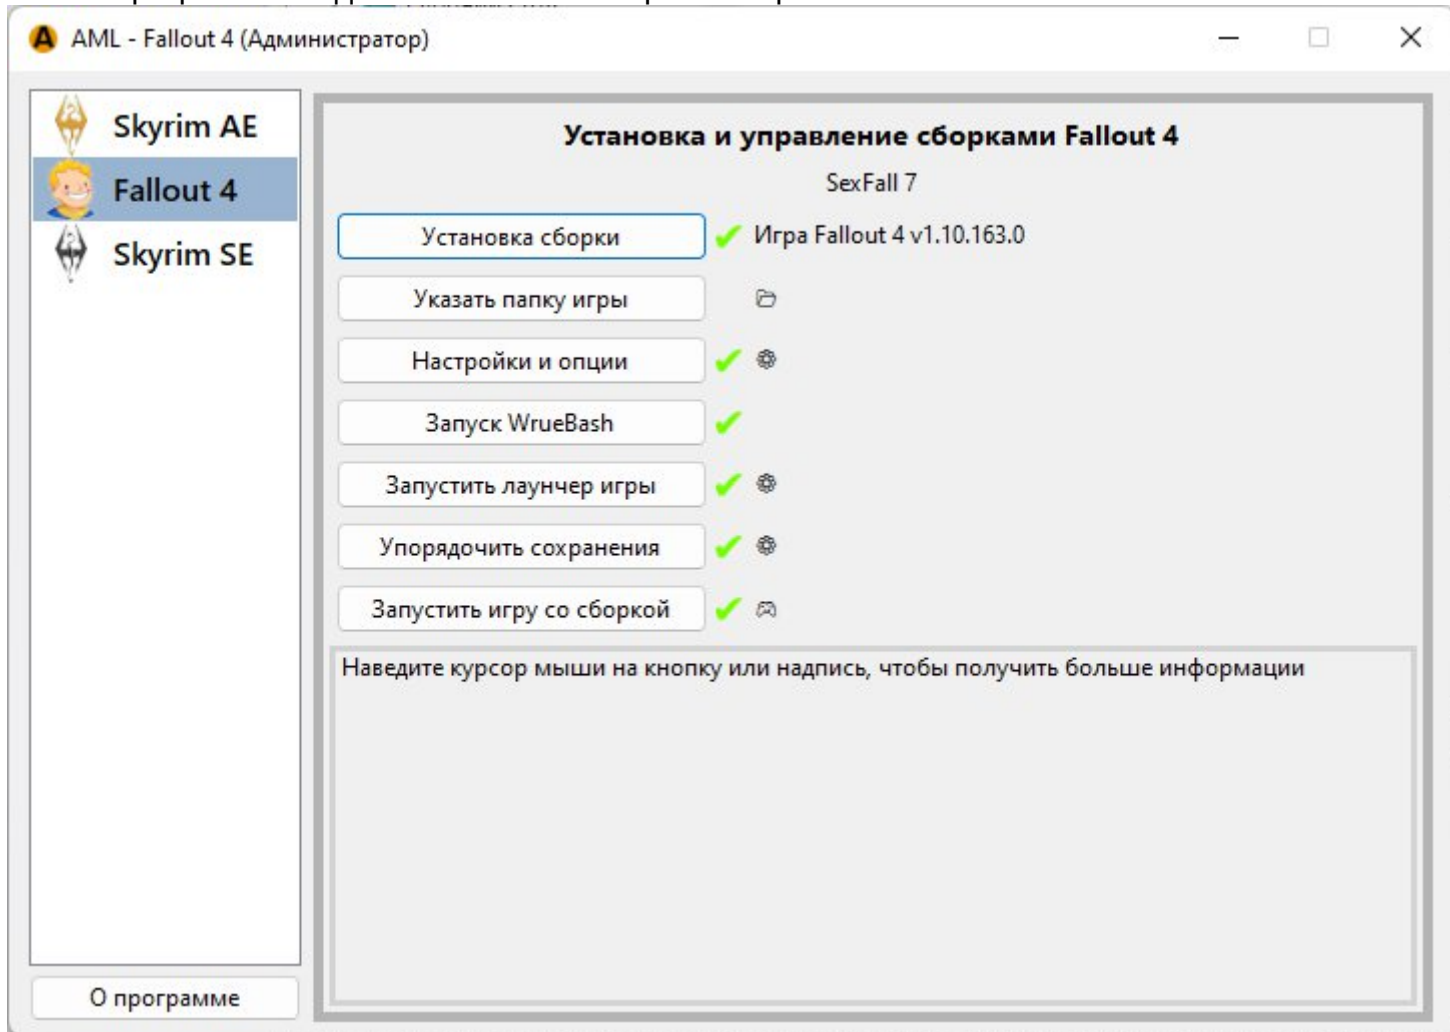 AML - Fallout 4 (Администратор)
Skyrim AE
Fallout 4
Skyrim SE
О программе
Установка и управление сборками Fallout 4
SexFall 7
Установка сборки
Игра Fallout 4 v1.10.163.0
Указать папку игры
Настройки и опции
Запуск WrueBash
Запустить лаунчер игры
Упорядочить сохранения
Запустить игру со сборкой
Наведите курсор мыши на кнопку или надпись, чтобы получить больше информации